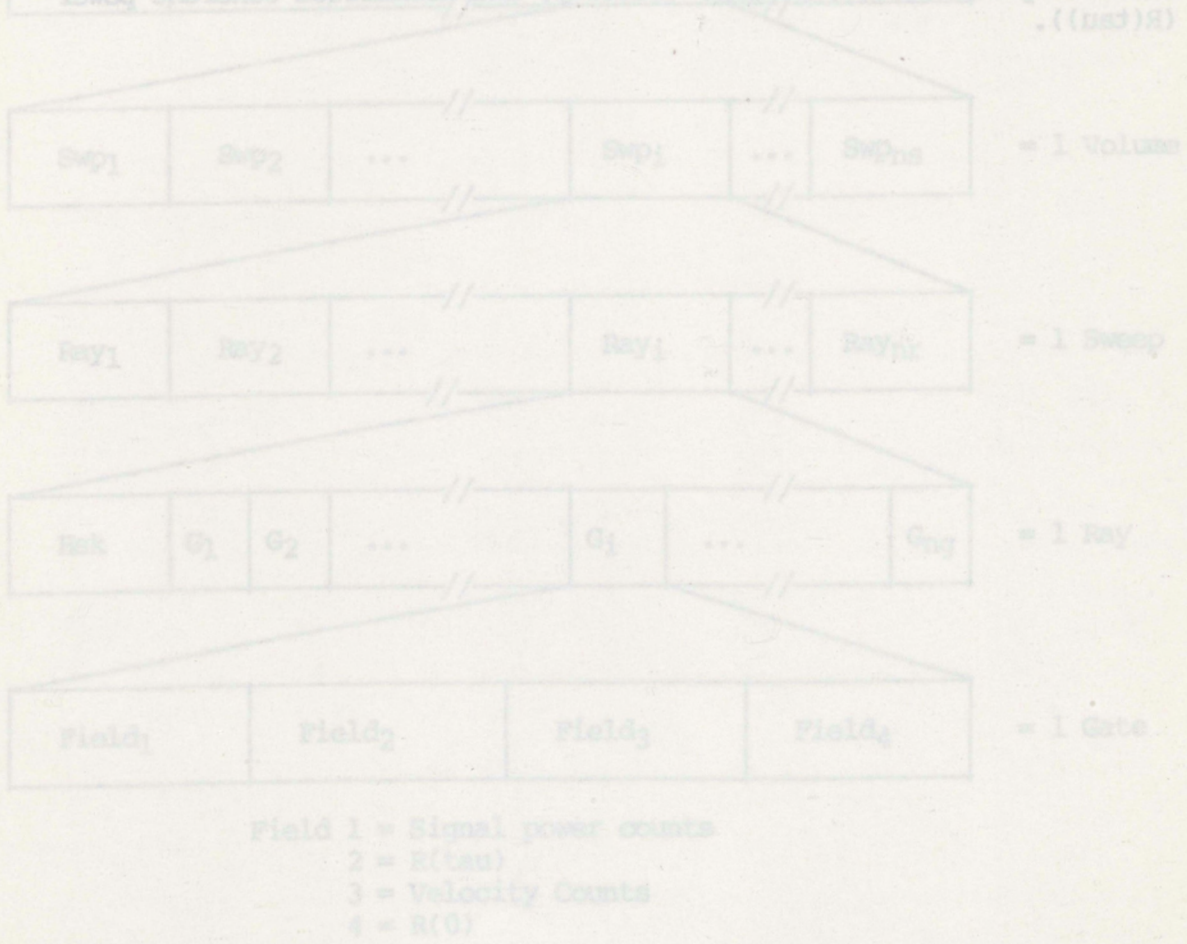 (R(tau)).
Swp1 Swp2 ... Swpi ... Swpns = 1 Volume
Ray1 Ray2 ... Rayi ... Raynk = 1 Sweep
Hsk G1 G2 ... Gi ... Gng = 1 Ray
Field1 Field2 Field3 Field4 = 1 Gate
Field 1 = Signal power counts
2 = R(tau)
3 = Velocity Counts
4 = R(0)